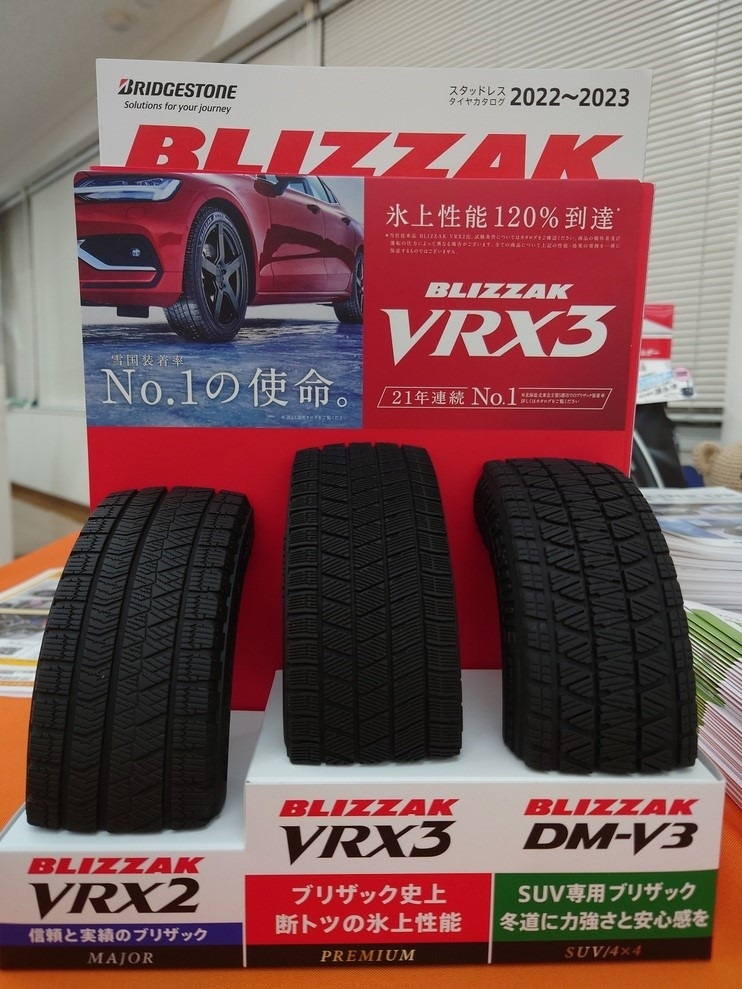 BRIDGESTONE
Solutions for your journey
スタッドレス
タイヤカタログ 2022～2023
BLIZZAK
氷上性能120%到達*
BLIZZAK
VRX3
雪国装着率
No.1の使命。
21年連続 No.1
BLIZZAK
VRX2
信頼と実績のブリザック
MAJOR
BLIZZAK
VRX3
ブリザック史上
断トツの氷上性能
PREMIUM
BLIZZAK
DM-V3
SUV専用ブリザック
冬道に力強さと安心感を
SUV/4×4